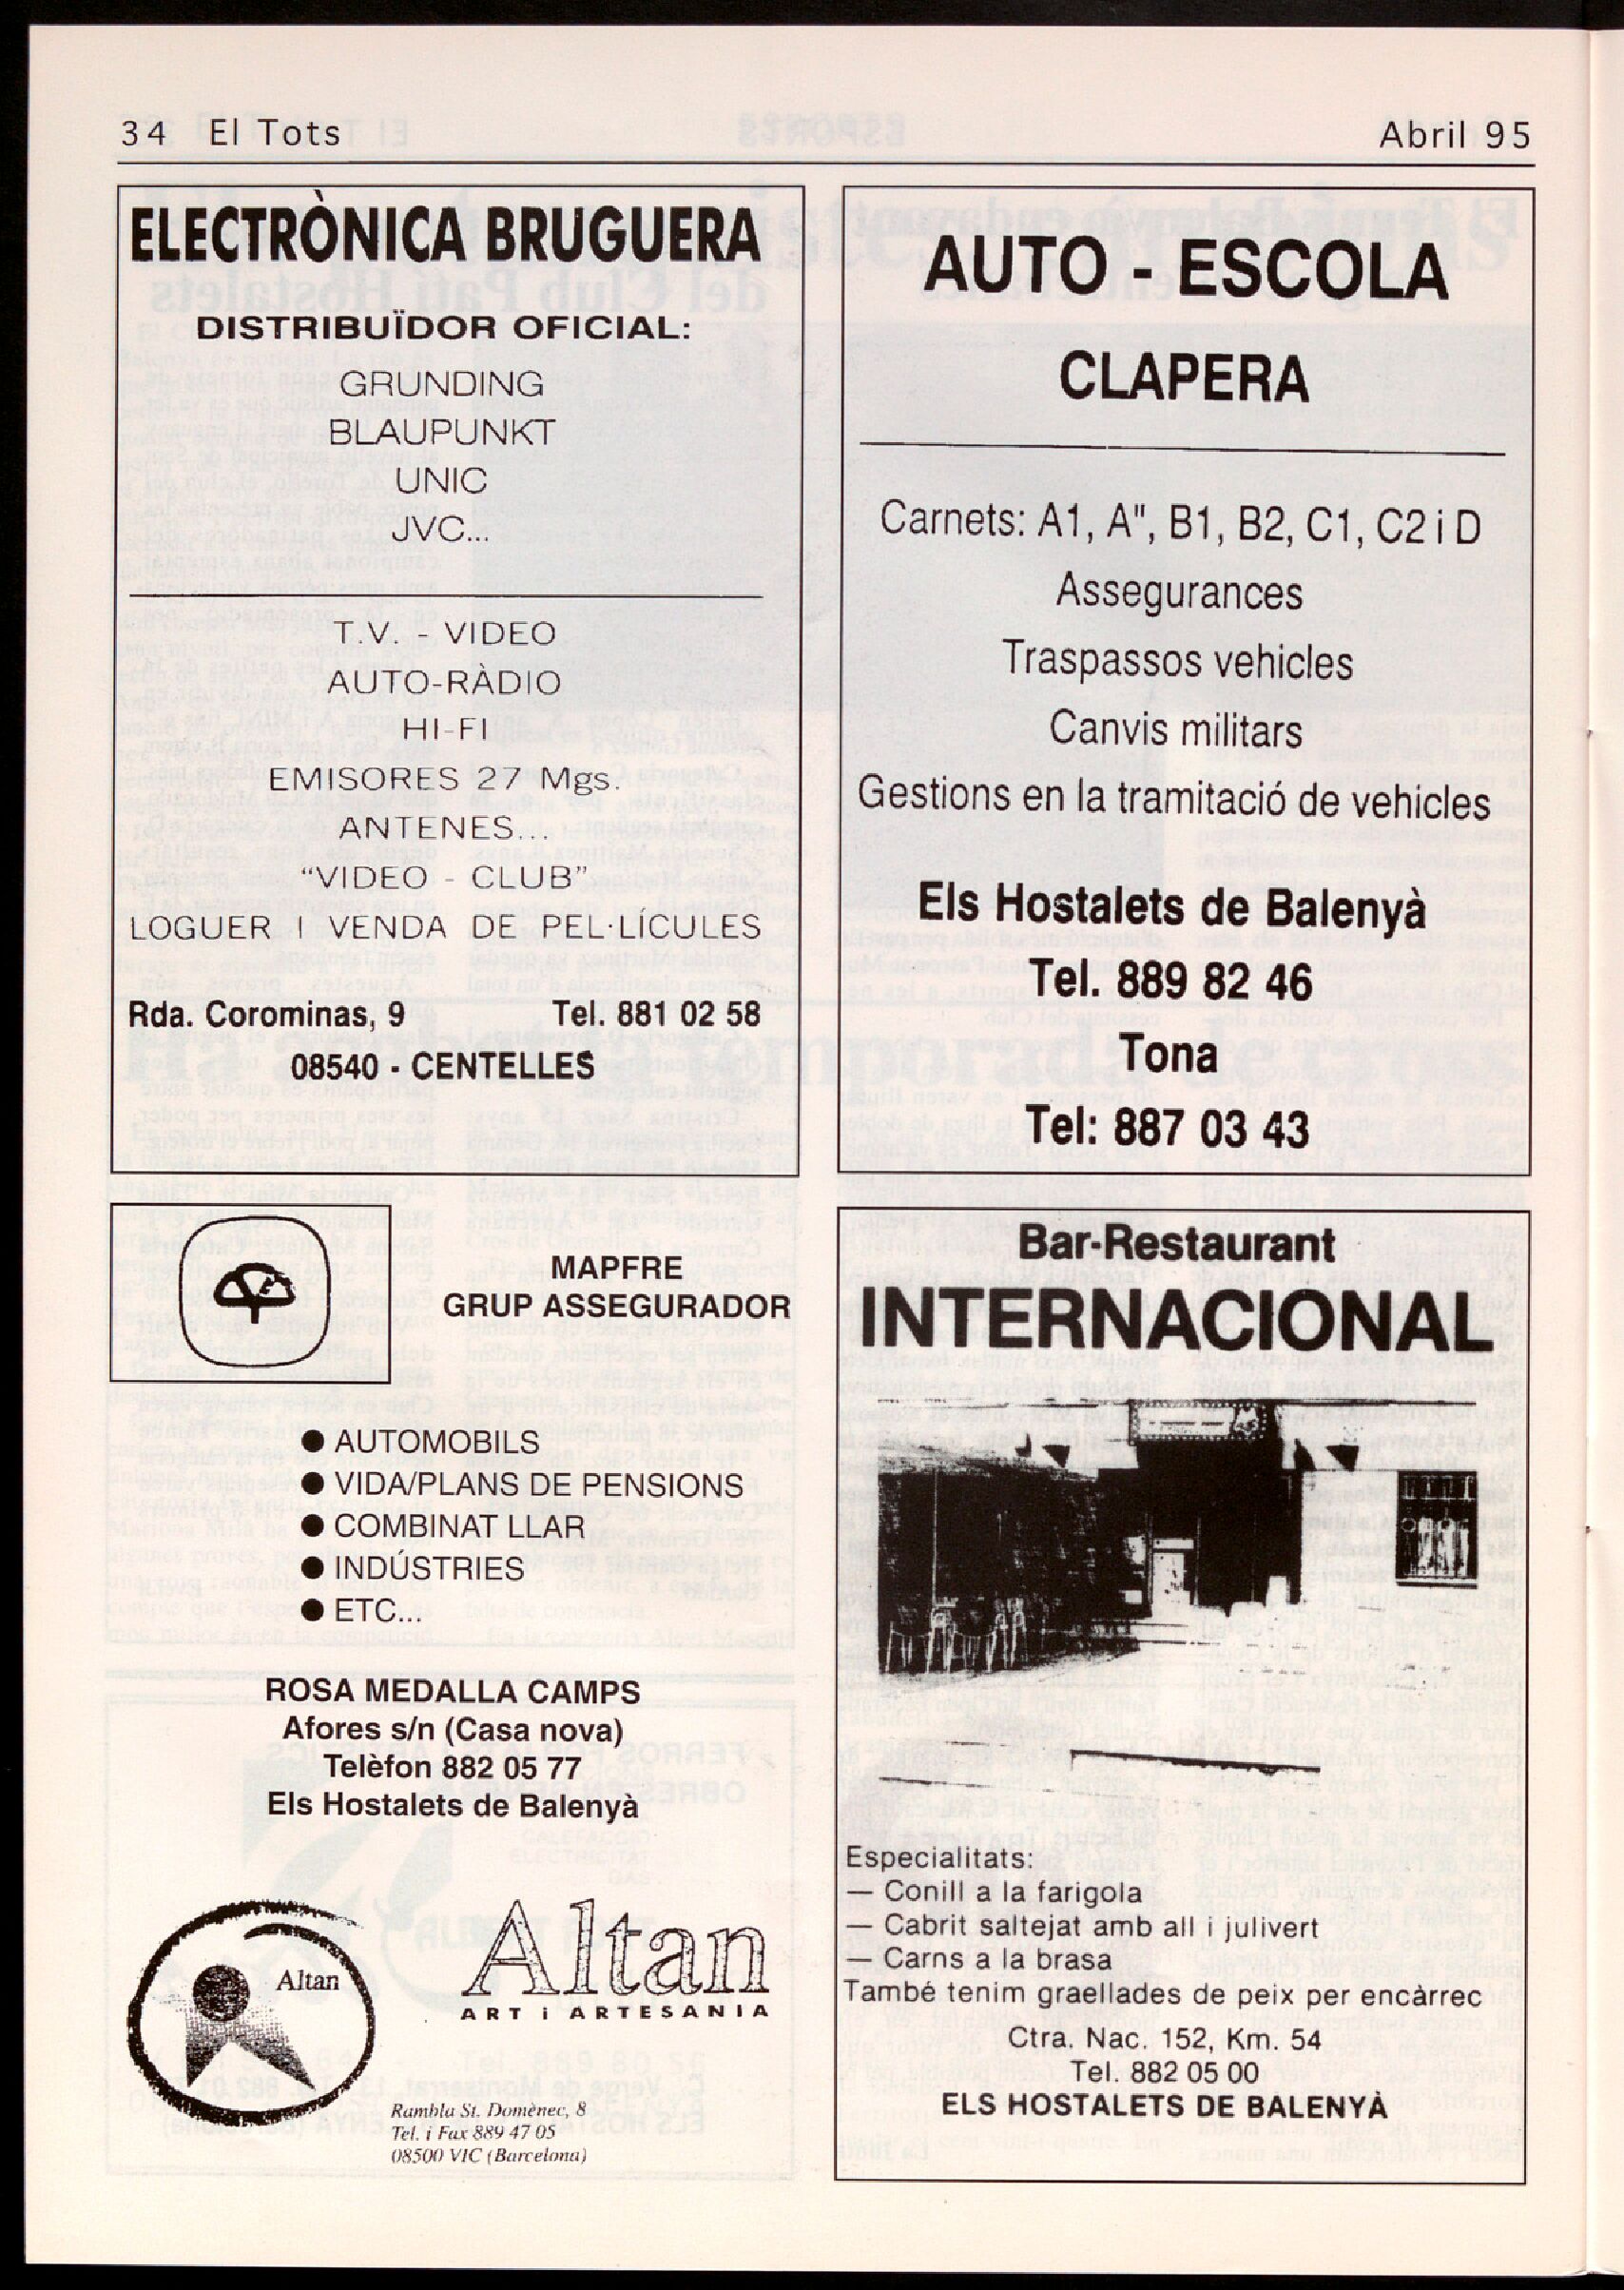 34 El Tots
Abril 95
ELECTRÒNICA BRUGUERA
DISTRIBUÏDOR OFICIAL:
GRUNDING
BLAUPUNKT
UNIC
JVC...
T.V. - VIDEO
AUTO-RÀDIO
HI-FI
EMISORES 27 Mgs.
ANTENES...
“VIDEO - CLUB”
LOGUER I VENDA DE PEL·LICULES
Rda. Corominas, 9 Tel. 881 02 58
08540 - CENTELLES
AUTO - ESCOLA
CLAPERA
Carnets: A1, A", B1, B2, C1, C2 i D
Assegurances
Traspassos vehicles
Canvis militars
Gestions en la tramitació de vehicles
Els Hostalets de Balenyà
Tel. 889 82 46
Tona
Tel: 887 03 43
MAPFRE
GRUP ASSEGURADOR
● AUTOMOBILS
● VIDA/PLANS DE PENSIONS
● COMBINAT LLAR
● INDÚSTRIES
● ETC...
ROSA MEDALLA CAMPS
Afores s/n (Casa nova)
Telèfon 882 05 77
Els Hostalets de Balenyà
Altan
Altan
ART i ARTESANIA
Rambla St. Domènec, 8
Tel. i Fax 889 47 05
08500 VIC (Barcelona)
Bar-Restaurant
INTERNACIONAL
Especialitats:
— Conill a la farigola
— Cabrit saltejat amb all i julivert
— Carns a la brasa
També tenim graellades de peix per encàrrec
Ctra. Nac. 152, Km. 54
Tel. 882 05 00
ELS HOSTALETS DE BALENYÀ